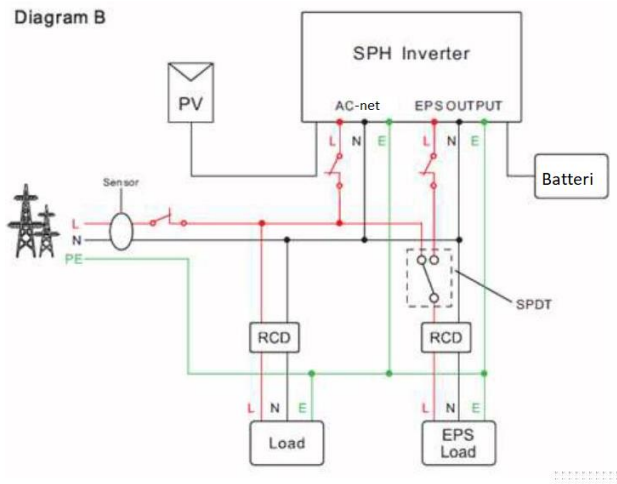 Diagram B
SPH Inverter
PV
AC-net
EPS OUTPUT
L N E
L N E
Batteri
Sensor
L
N
PE
SPDT
RCD
RCD
L N E
L N E
Load
EPS
Load